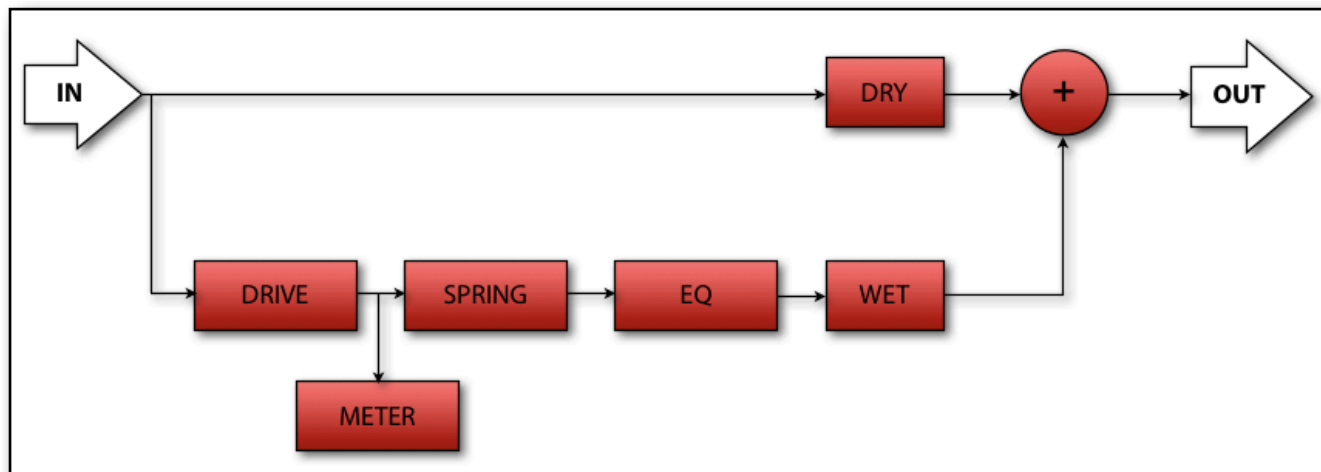 IN
DRY
+
OUT
DRIVE
SPRING
EQ
WET
METER